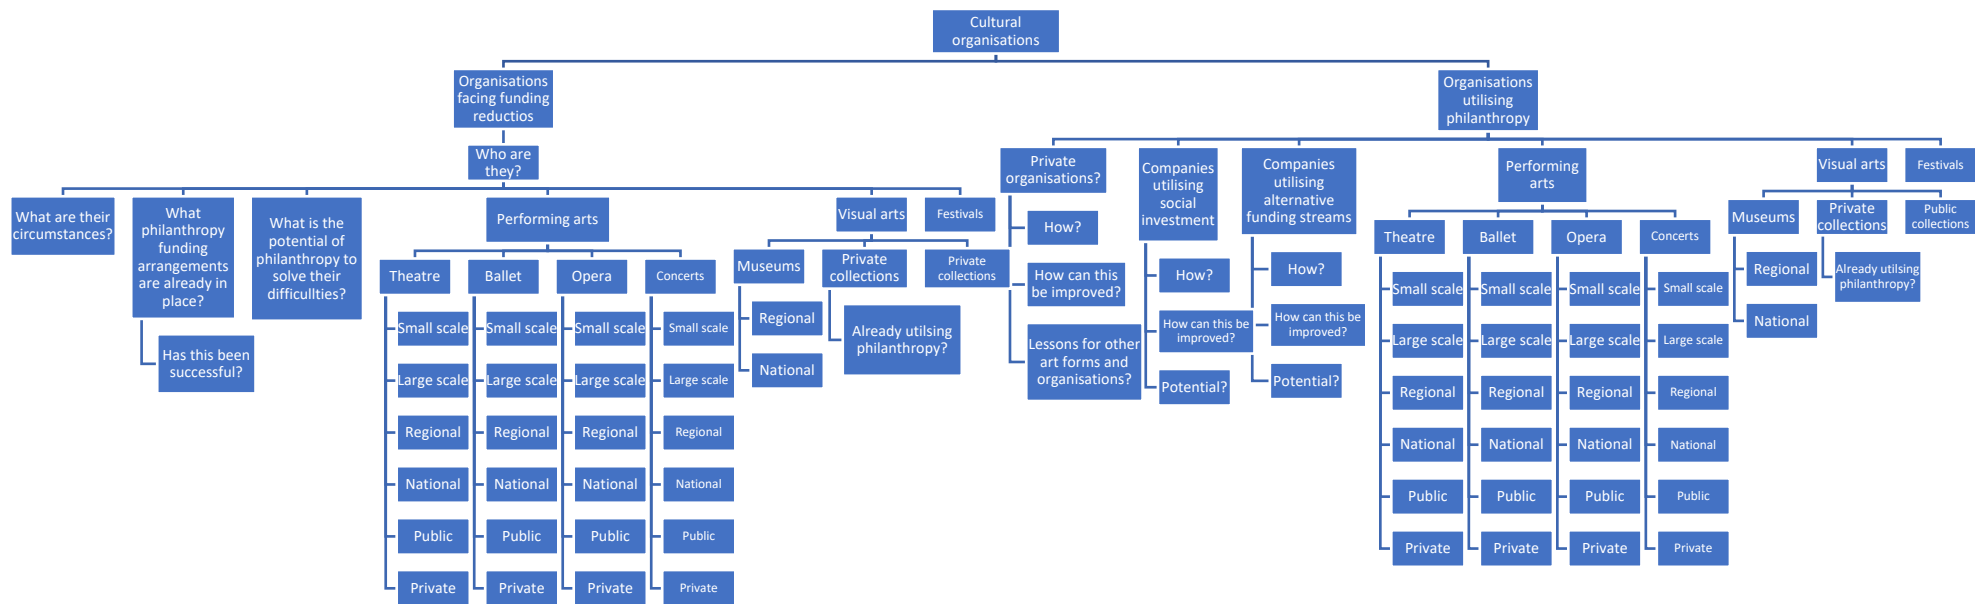 Cultural
organisations
Organisations
facing funding
reductios
Organisations
utilising
philanthropy
Who are
they?
What are their
circumstances?
What
philanthropy
funding
arrangements
are already in
place?
Has this been
successful?
What is the
potential of
philanthropy to
solve their
difficullties?
Performing arts
Theatre
Small scale
Large scale
Regional
National
Public
Private
Ballet
Small scale
Large scale
Regional
National
Public
Private
Opera
Small scale
Large scale
Regional
National
Public
Private
Concerts
Small scale
Large scale
Regional
National
Public
Private
Visual arts
Museums
Regional
National
Private
collections
Already utilsing
philanthropy?
Private
collections
Festivals
Private
organisations?
How?
How can this
be improved?
Lessons for other
art forms and
organisations?
Companies
utilising
social
investment
How?
How can this be
improved?
Potential?
Companies
utilising
alternative
funding streams
How?
How can this be
improved?
Potential?
Performing
arts
Theatre
Small scale
Large scale
Regional
National
Public
Private
Ballet
Small scale
Large scale
Regional
National
Public
Private
Opera
Small scale
Large scale
Regional
National
Public
Private
Concerts
Small scale
Large scale
Regional
National
Public
Private
Visual arts
Museums
Regional
National
Private
collections
Already utilsing
philanthropy?
Public
collections
Festivals